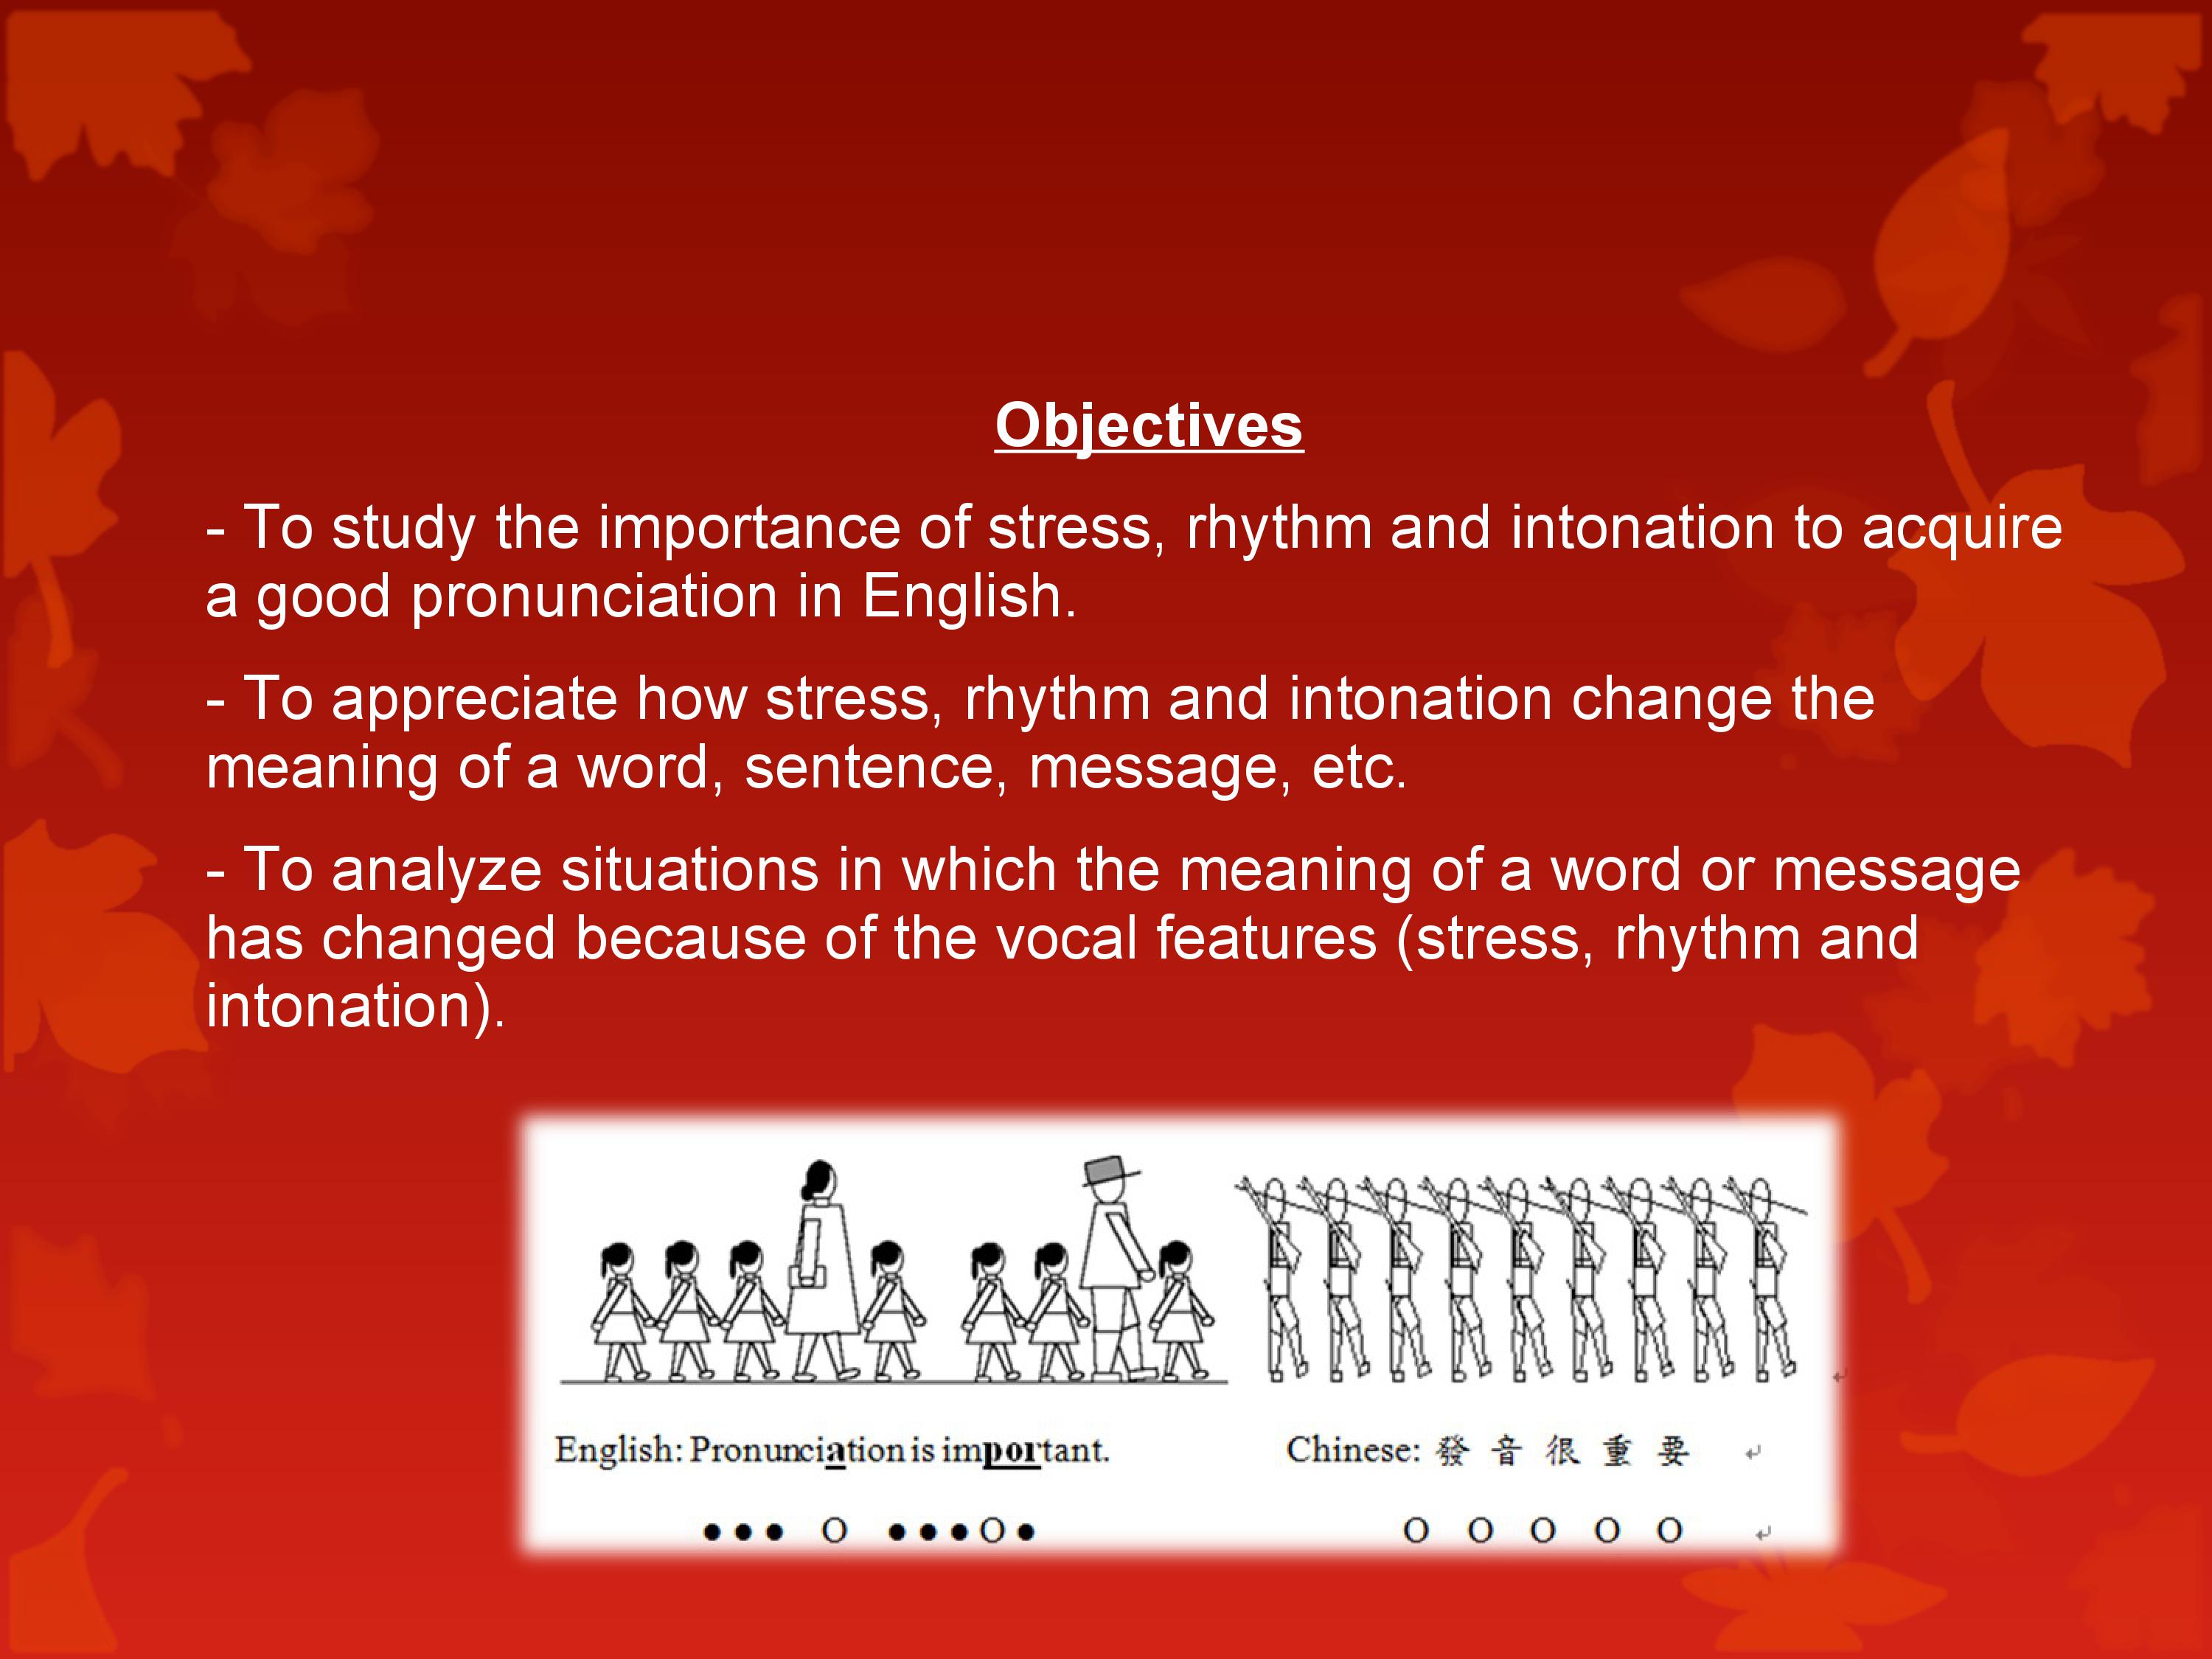 Objectives
- To study the importance of stress, rhythm and intonation to acquire
a good pronunciation in English.
- To appreciate how stress, rhythm and intonation change the
meaning of a word, sentence, message, etc.
- To analyze situations in which the meaning of a word or message
has changed because of the vocal features (stress, rhythm and
intonation).
English: Pronunciation is important.
Chinese: 發 音 很 重 要
●●● O ●●●O●
O O O O O